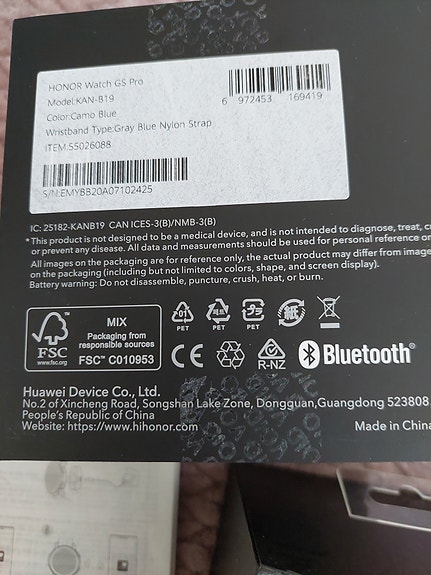 HONOR Watch GS Pro
Model:KAN-B19
Color:Camo Blue
Wristband Type:Gray Blue Nylon Strap
ITEM:55026088
6 972453 169419
S/N:EMYBB20A07102425
IC: 25182-KANB19 CAN ICES-3(B)/NMB-3(B)
*This product is not designed to be a medical device, and is not intended to diagnose, treat,
or prevent any disease. All data and measurements should be used for personal reference
All images on the packaging are for reference only, the actual product may differ from
on the packaging (including but not limited to colors, shape, and screen display).
Battery warning: Do not disassemble, puncture, crush, heat, or burn.
FSC
www.fsc.org
MIX
Packaging from
responsible sources
FSC™ C010953
01
PET
PET
プラ
PET
紙
CE
R-NZ
Bluetooth®
Huawei Device Co., Ltd.
No.2 of Xincheng Road, Songshan Lake Zone, Dongguan,Guangdong 523808
People's Republic of China
Website: https://www.hihonor.com
Made in China